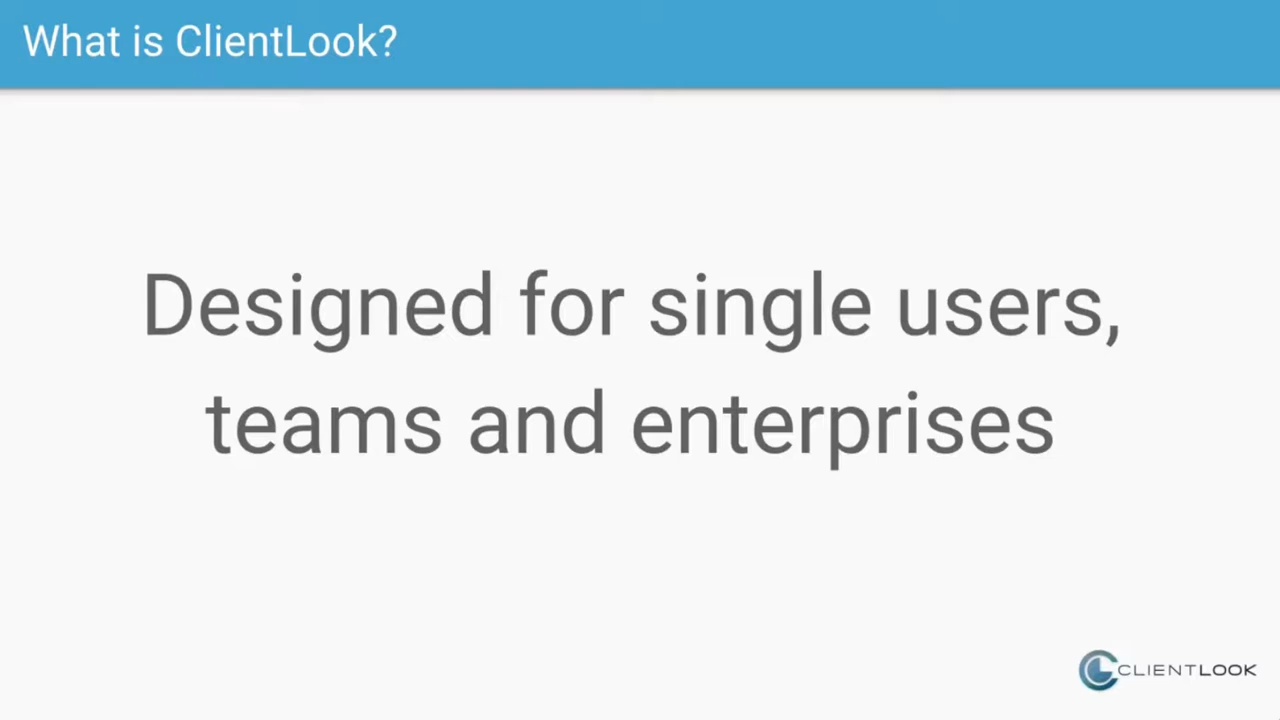 What is ClientLook?
Designed for single users,
teams and enterprises
CLIENTLOOK